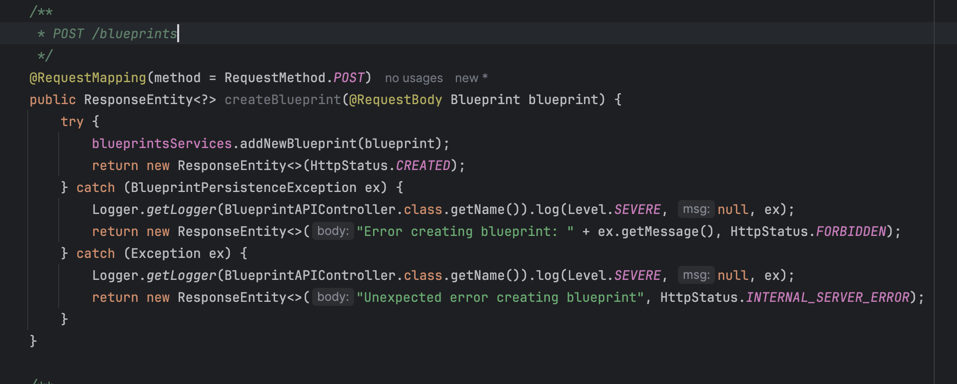 /**
 * POST /blueprints
 */
@RequestMapping(method = RequestMethod.POST) no usages new *
public ResponseEntity<?> createBlueprint(@RequestBody Blueprint blueprint) {
    try {
        blueprintsServices.addNewBlueprint(blueprint);
        return new ResponseEntity<>(HttpStatus.CREATED);
    } catch (BlueprintPersistenceException ex) {
        Logger.getLogger(BlueprintAPIController.class.getName()).log(Level.SEVERE, msg: null, ex);
        return new ResponseEntity<>( body: "Error creating blueprint: " + ex.getMessage(), HttpStatus.FORBIDDEN);
    } catch (Exception ex) {
        Logger.getLogger(BlueprintAPIController.class.getName()).log(Level.SEVERE, msg: null, ex);
        return new ResponseEntity<>( body: "Unexpected error creating blueprint", HttpStatus.INTERNAL_SERVER_ERROR);
    }
}